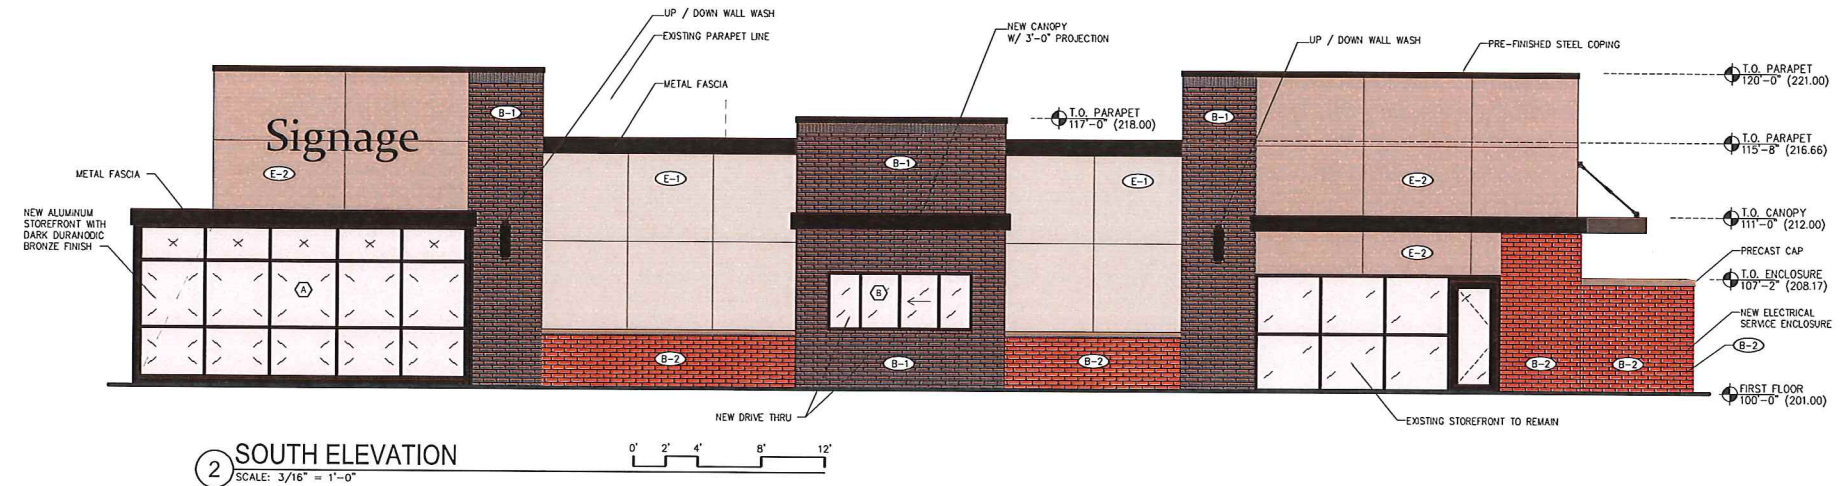 UP / DOWN WALL WASH
EXISTING PARAPET LINE
METAL FASCIA
NEW CANOPY
W/ 3'-0" PROJECTION
UP / DOWN WALL WASH
PRE-FINISHED STEEL COPING
T.O. PARAPET
120'-0" (221.00)
T.O. PARAPET
117'-0" (218.00)
T.O. PARAPET
115'-8" (216.66)
B-1
B-1
B-1
Signage
E-2
E-1
E-1
E-2
METAL FASCIA
NEW ALUMINUM
STOREFRONT WITH
DARK DURANODIC
BRONZE FINISH
T.O. CANOPY
111'-0" (212.00)
E-2
PRECAST CAP
T.O. ENCLOSURE
107'-2" (208.17)
A
B
NEW ELECTRICAL
SERVICE ENCLOSURE
B-2
B-2
B-1
B-2
B-2
B-2
FIRST FLOOR
100'-0" (201.00)
NEW DRIVE THRU
EXISTING STOREFRONT TO REMAIN
2
SOUTH ELEVATION
SCALE: 3/16" = 1'-0"
0' 2' 4' 8' 12'